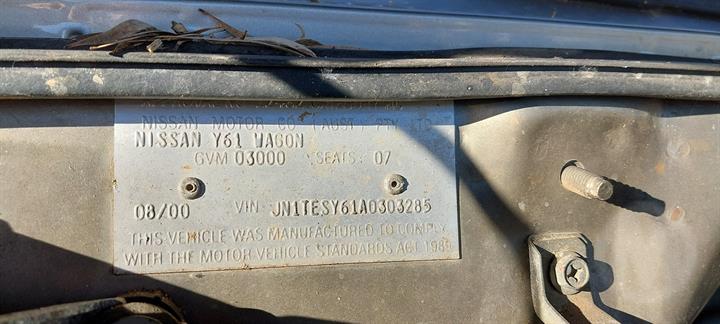 NISSAN MOTOR CO (AUST) PTY LTD
NISSAN Y61 WAGON
GVM 03000 SEATS: 07
08/00 VIN JN1TESY61A0303285
THIS VEHICLE WAS MANUFACTURED TO COMPLY
WITH THE MOTOR VEHICLE STANDARDS ACT 1989